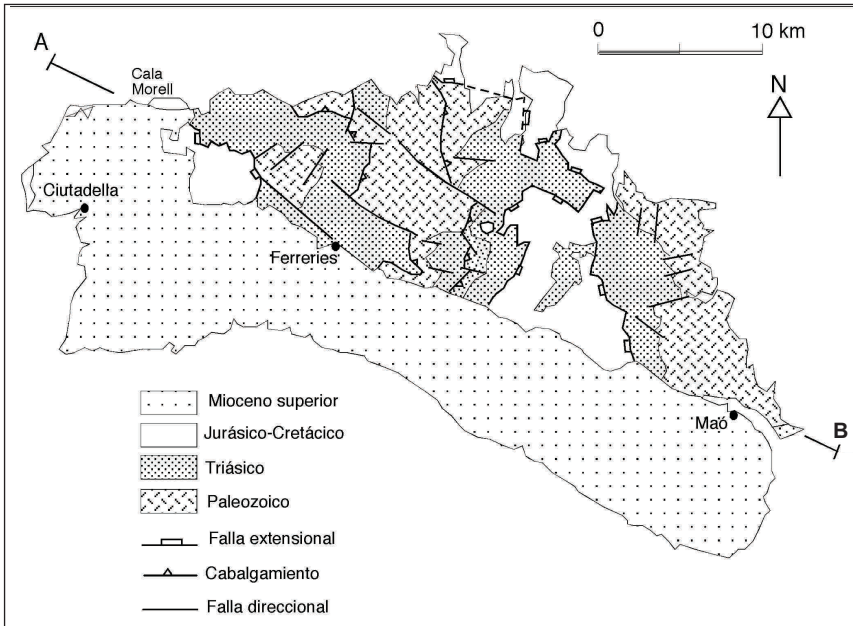 A
Cala
Morell
0 10 km
N
Ciutadella
Ferreries
Maó
B
Mioceno superior
Jurásico-Cretácico
Triásico
Paleozoico
Falla extensional
Cabalgamiento
Falla direccional